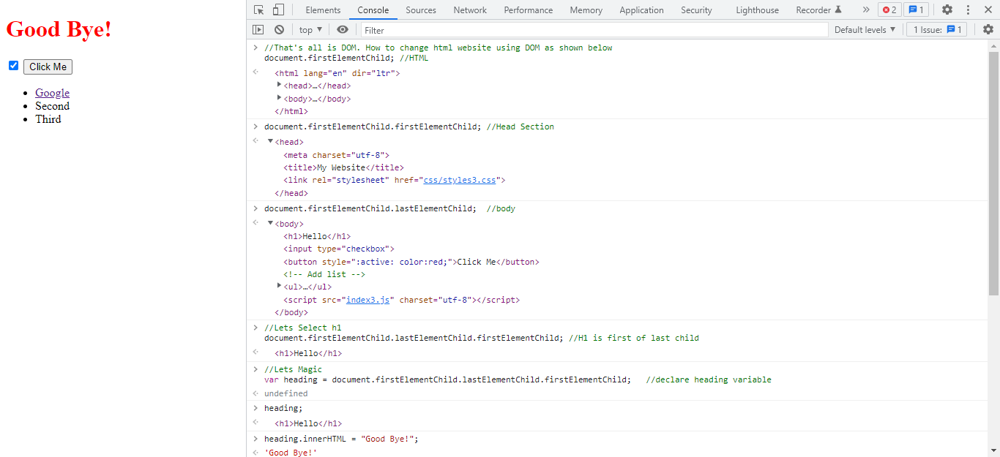 Good Bye!
Click Me
Google
Second
Third
Elements Console Sources Network Performance Memory Application Security Lighthouse Recorder » 2 1
top ▼ Filter Default levels ▼ 1 Issue: 1
//That's all is DOM. How to change html website using DOM as shown below
document.firstElementChild; //HTML
<html lang="en" dir="ltr">
<head>…</head>
<body>…</body>
</html>
document.firstElementChild.firstElementChild; //Head Section
<head>
<meta charset="utf-8">
<title>My Website</title>
<link rel="stylesheet" href="css/styles3.css">
</head>
document.firstElementChild.lastElementChild;  //body
<body>
<h1>Hello</h1>
<input type="checkbox">
<button style=":active: color:red;">Click Me</button>
<!-- Add list -->
<ul>…</ul>
<script src="index3.js" charset="utf-8"></script>
</body>
//Lets Select h1
document.firstElementChild.lastElementChild.firstElementChild; //H1 is first of last child
<h1>Hello</h1>
//Lets Magic
var heading = document.firstElementChild.lastElementChild.firstElementChild;   //declare heading variable
undefined
heading;
<h1>Hello</h1>
heading.innerHTML = "Good Bye!";
'Good Bye!'